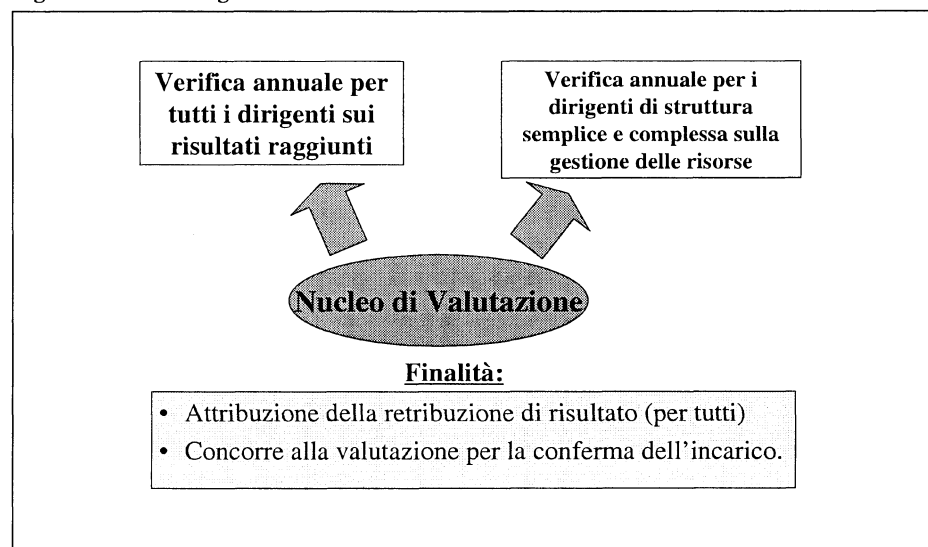 Verifica annuale per
tutti i dirigenti sui
risultati raggiunti
Verifica annuale per i
dirigenti di struttura
semplice e complessa sulla
gestione delle risorse
Nucleo di Valutazione
Finalità:
• Attribuzione della retribuzione di risultato (per tutti)
• Concorre alla valutazione per la conferma dell'incarico.